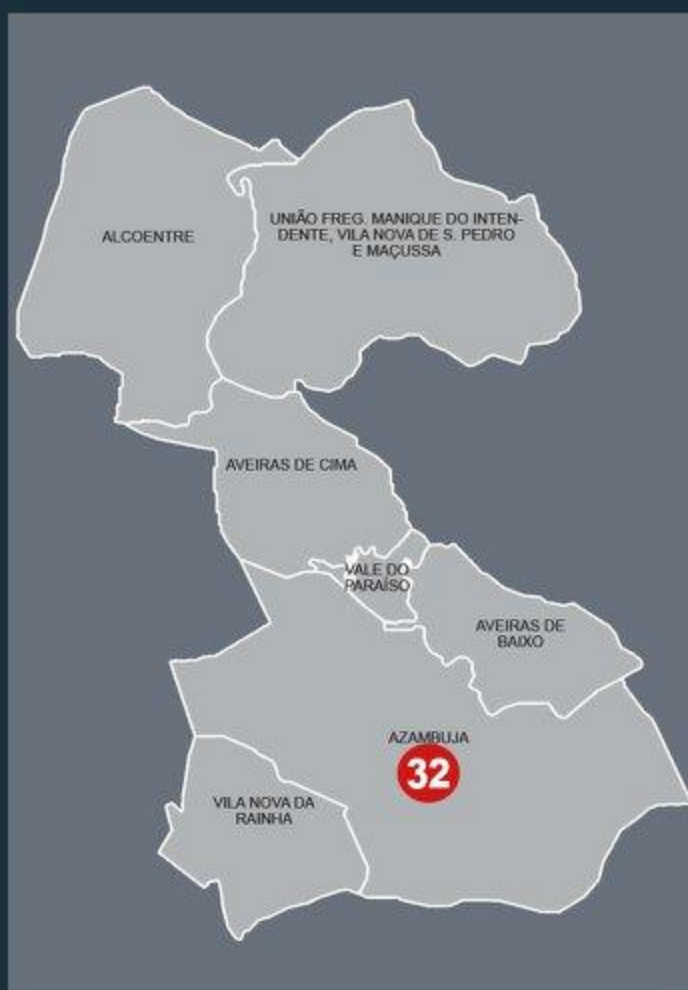 ALCOENTRE
UNIÃO FREG. MANIQUE DO INTEN-
DENTE, VILA NOVA DE S. PEDRO
E MAÇUSSA
AVEIRAS DE CIMA
VALE DO
PARAÍSO
AVEIRAS DE
BAIXO
AZAMBUJA
32
VILA NOVA DA
RAINHA